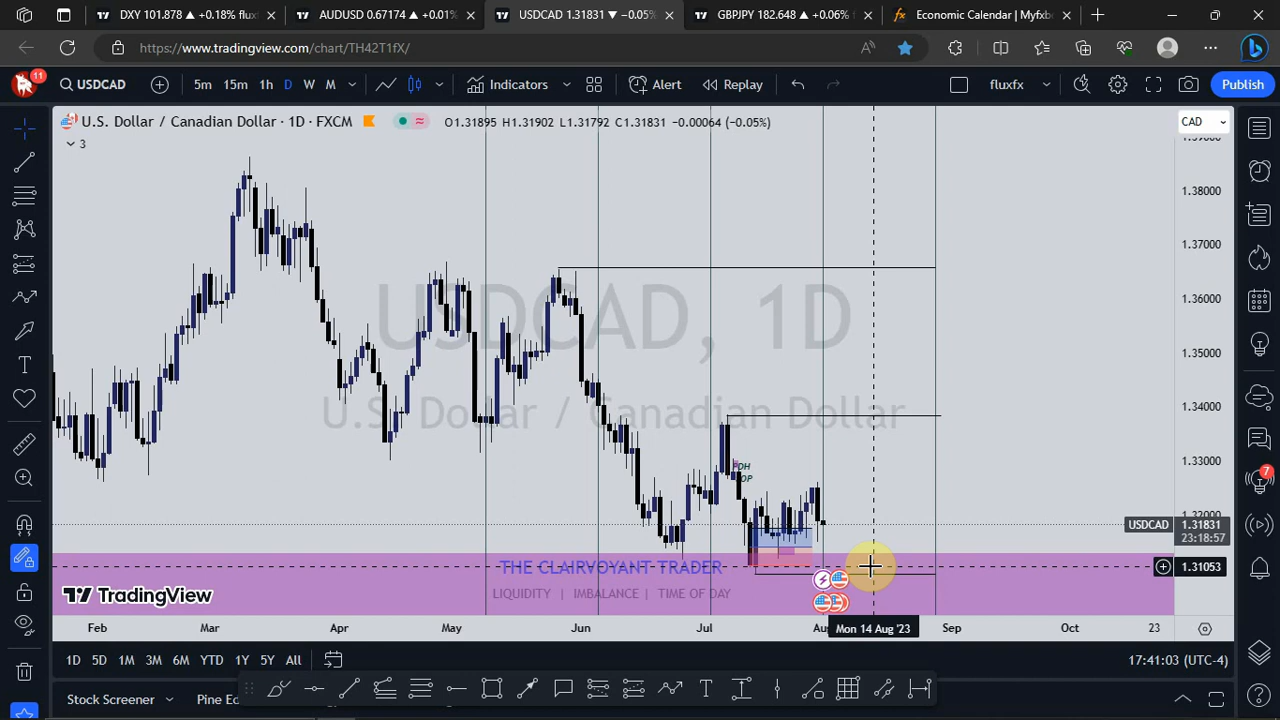 DXY 101.878 ▲ +0.18% fluxf
AUDUSD 0.67174 ▲ +0.01%
USDCAD 1.31831 ▼ −0.05%
GBPJPY 182.648 ▲ +0.06%
Economic Calendar | Myfxbo
https://www.tradingview.com/chart/TH42T1fX/
11
USDCAD
5m
15m
1h
D
W
M
Indicators
Alert
Replay
fluxfx
Publish
U.S. Dollar / Canadian Dollar · 1D · FXCM
O1.31895 H1.31902 L1.31792 C1.31831 −0.00064 (−0.05%)
CAD
3
1.38000
1.37000
1.36000
1.35000
1.34000
1.33000
1.32000
USDCAD, 1D
U.S. Dollar / Canadian Dollar
USDCAD
1.31831
23:18:57
1.31053
THE CLAIRVOYANT TRADER
LIQUIDITY | IMBALANCE | TIME OF DAY
TradingView
7
Feb
Mar
Apr
May
Jun
Jul
Mon 14 Aug '23
Sep
Oct
23
1D
5D
1M
3M
6M
YTD
1Y
5Y
All
17:41:03 (UTC-4)
Stock Screener
Pine Ed